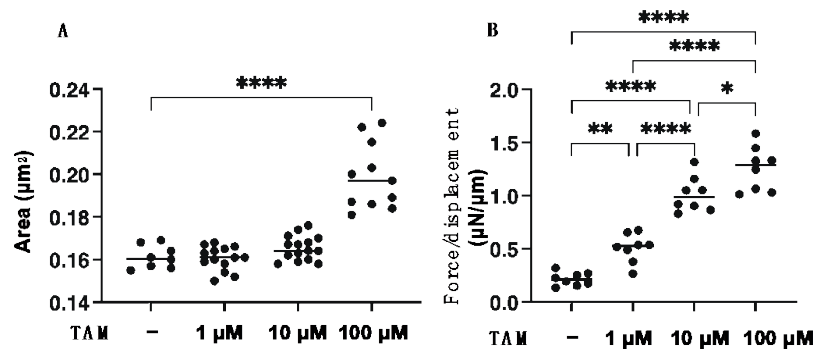 A
B
****
****
****
****
*
**
****
0.24
0.22
0.20
0.18
0.16
0.14
Area (μm²)
TAM – 1 μM 10 μM 100 μM
2.0
1.5
1.0
0.5
0.0
Force/displacement
(μN/μm)
TAM – 1 μM 10 μM 100 μM